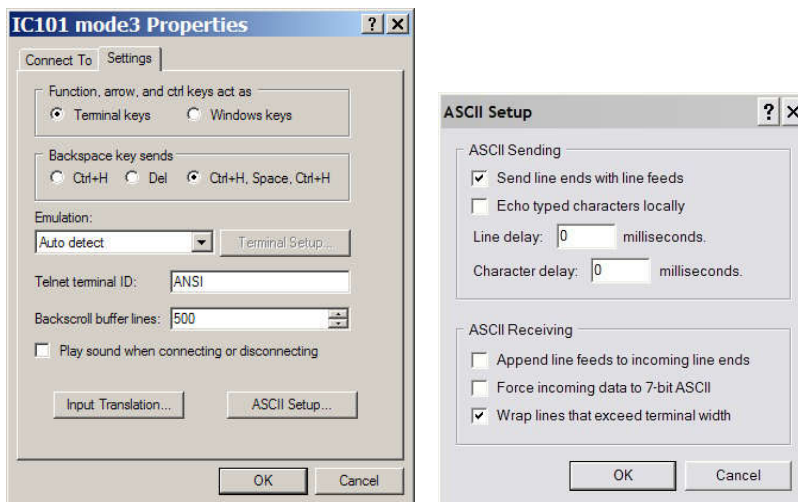 IC101 mode3 Properties
Connect To Settings
Function, arrow, and ctrl keys act as
Terminal keys Windows keys
Backspace key sends
Ctrl+H Del Ctrl+H, Space, Ctrl+H
Emulation:
Auto detect Terminal Setup...
Telnet terminal ID: ANSI
Backscroll buffer lines: 500
Play sound when connecting or disconnecting
Input Translation... ASCII Setup...
OK Cancel
ASCII Setup
ASCII Sending
Send line ends with line feeds
Echo typed characters locally
Line delay: 0 milliseconds.
Character delay: 0 milliseconds.
ASCII Receiving
Append line feeds to incoming line ends
Force incoming data to 7-bit ASCII
Wrap lines that exceed terminal width
OK Cancel